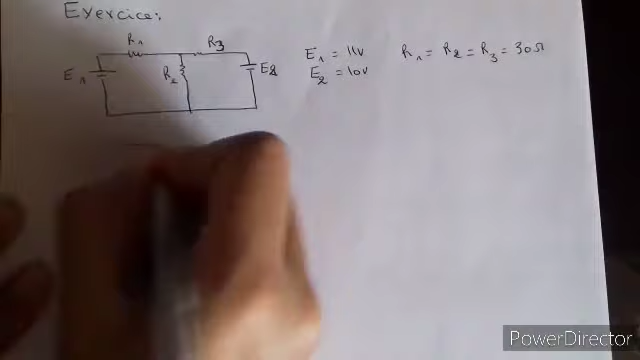 Exercice:
R1 R3
E1 R2 E2
E1 = 11v R1 = R2 = R3 = 30Ω
E2 = 10v
PowerDirector